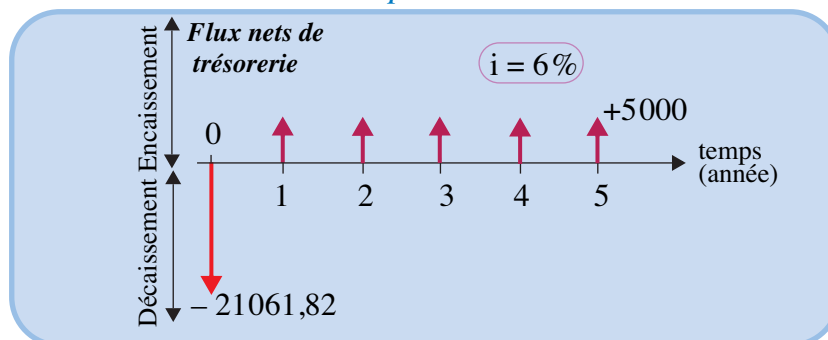 Flux nets de
trésorerie
Encaissement
Décaissement
i = 6%
0
+5000
temps
(année)
1 2 3 4 5
– 21061,82